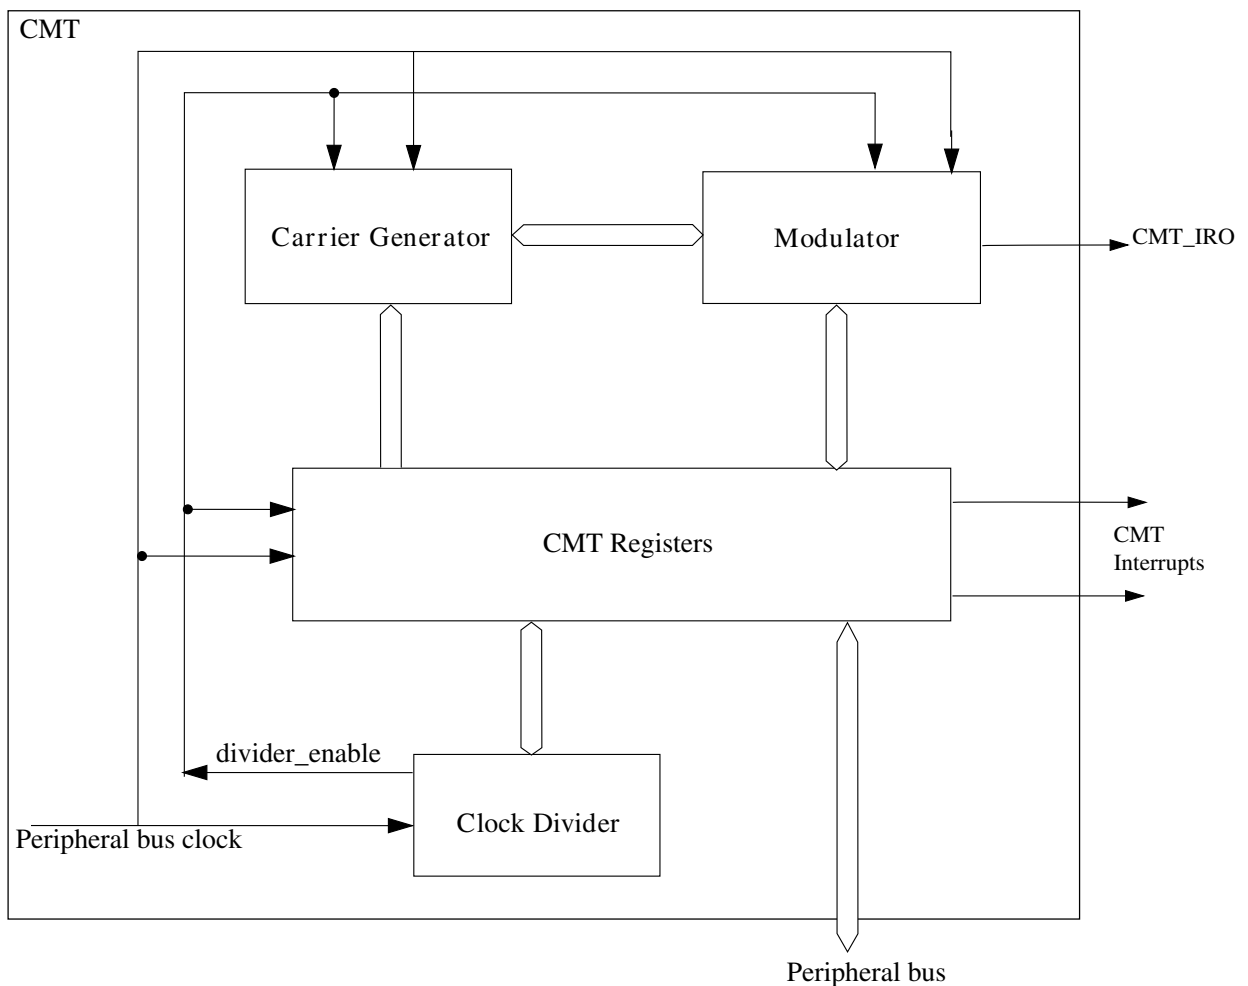 CMT
Carrier Generator
Modulator
CMT_IRO
CMT Registers
CMT
Interrupts
divider_enable
Clock Divider
Peripheral bus clock
Peripheral bus